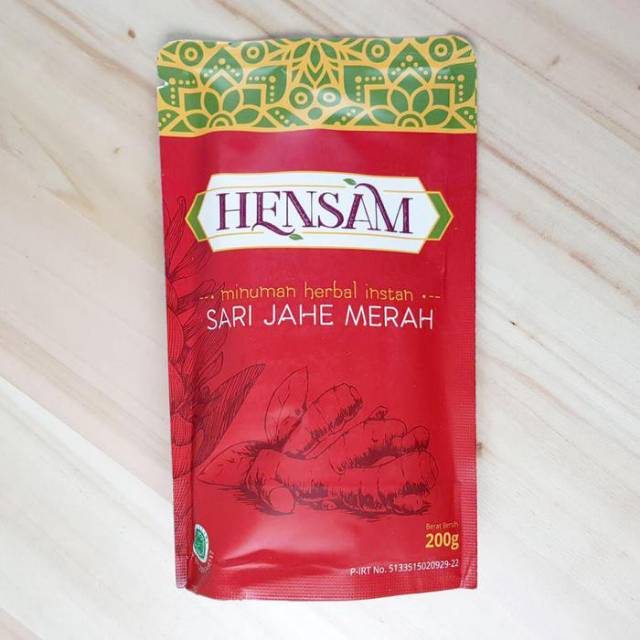 HENSAM
minuman herbal instan
SARI JAHE MERAH
Berat Bersih
200g
P-IRT No. 5133515020929-22